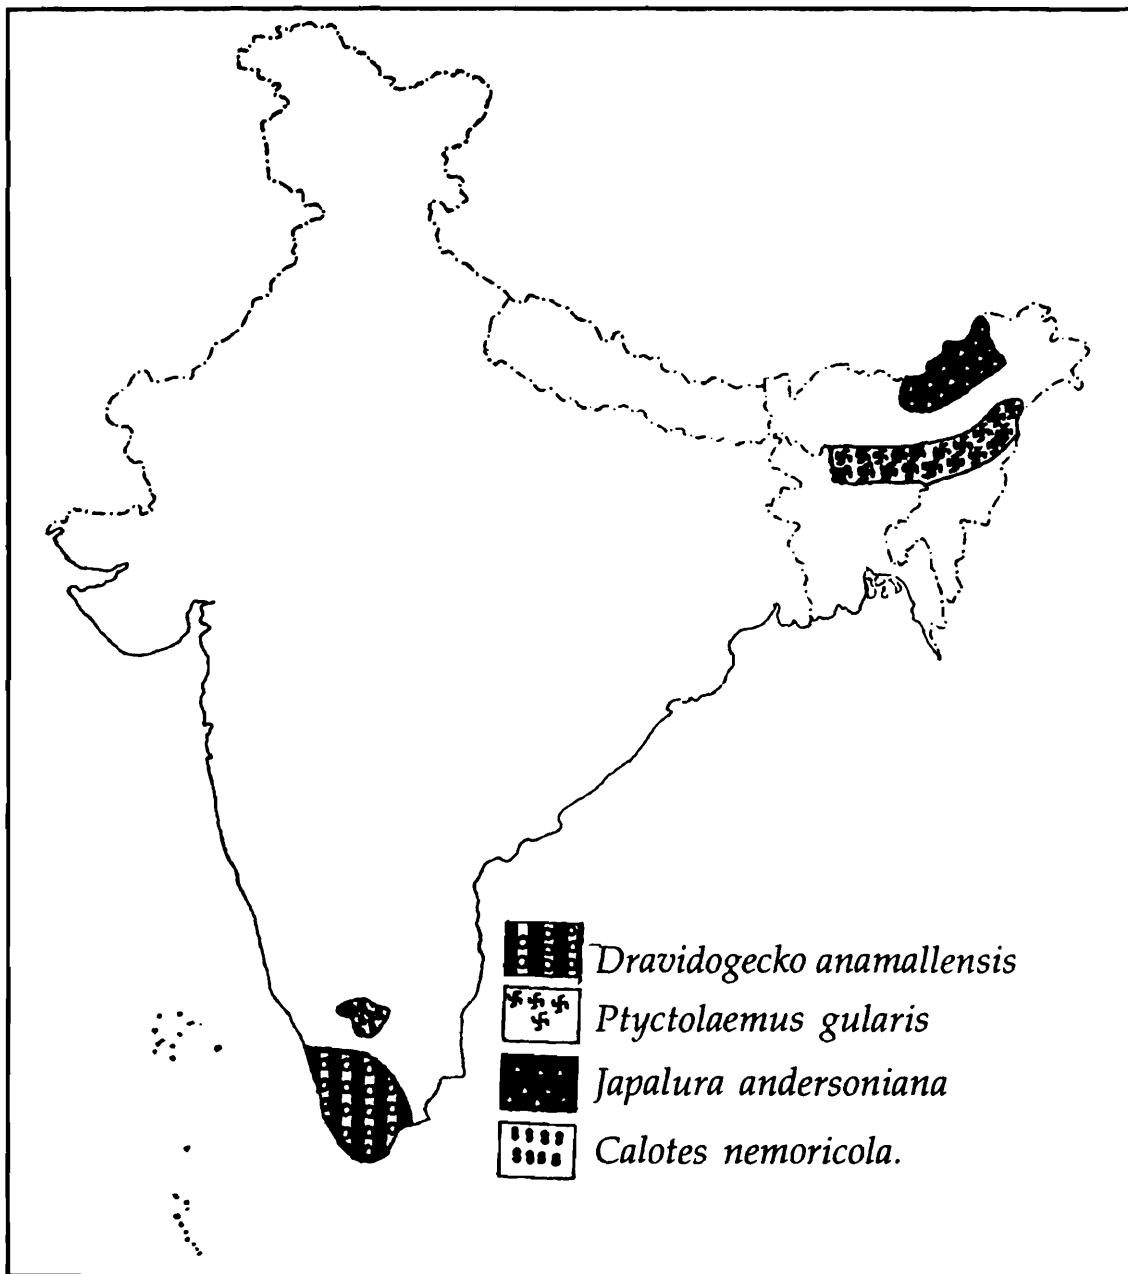 Dravidogecko anamallensis
Ptyctolaemus gularis
Japalura andersoniana
Calotes nemoricola.